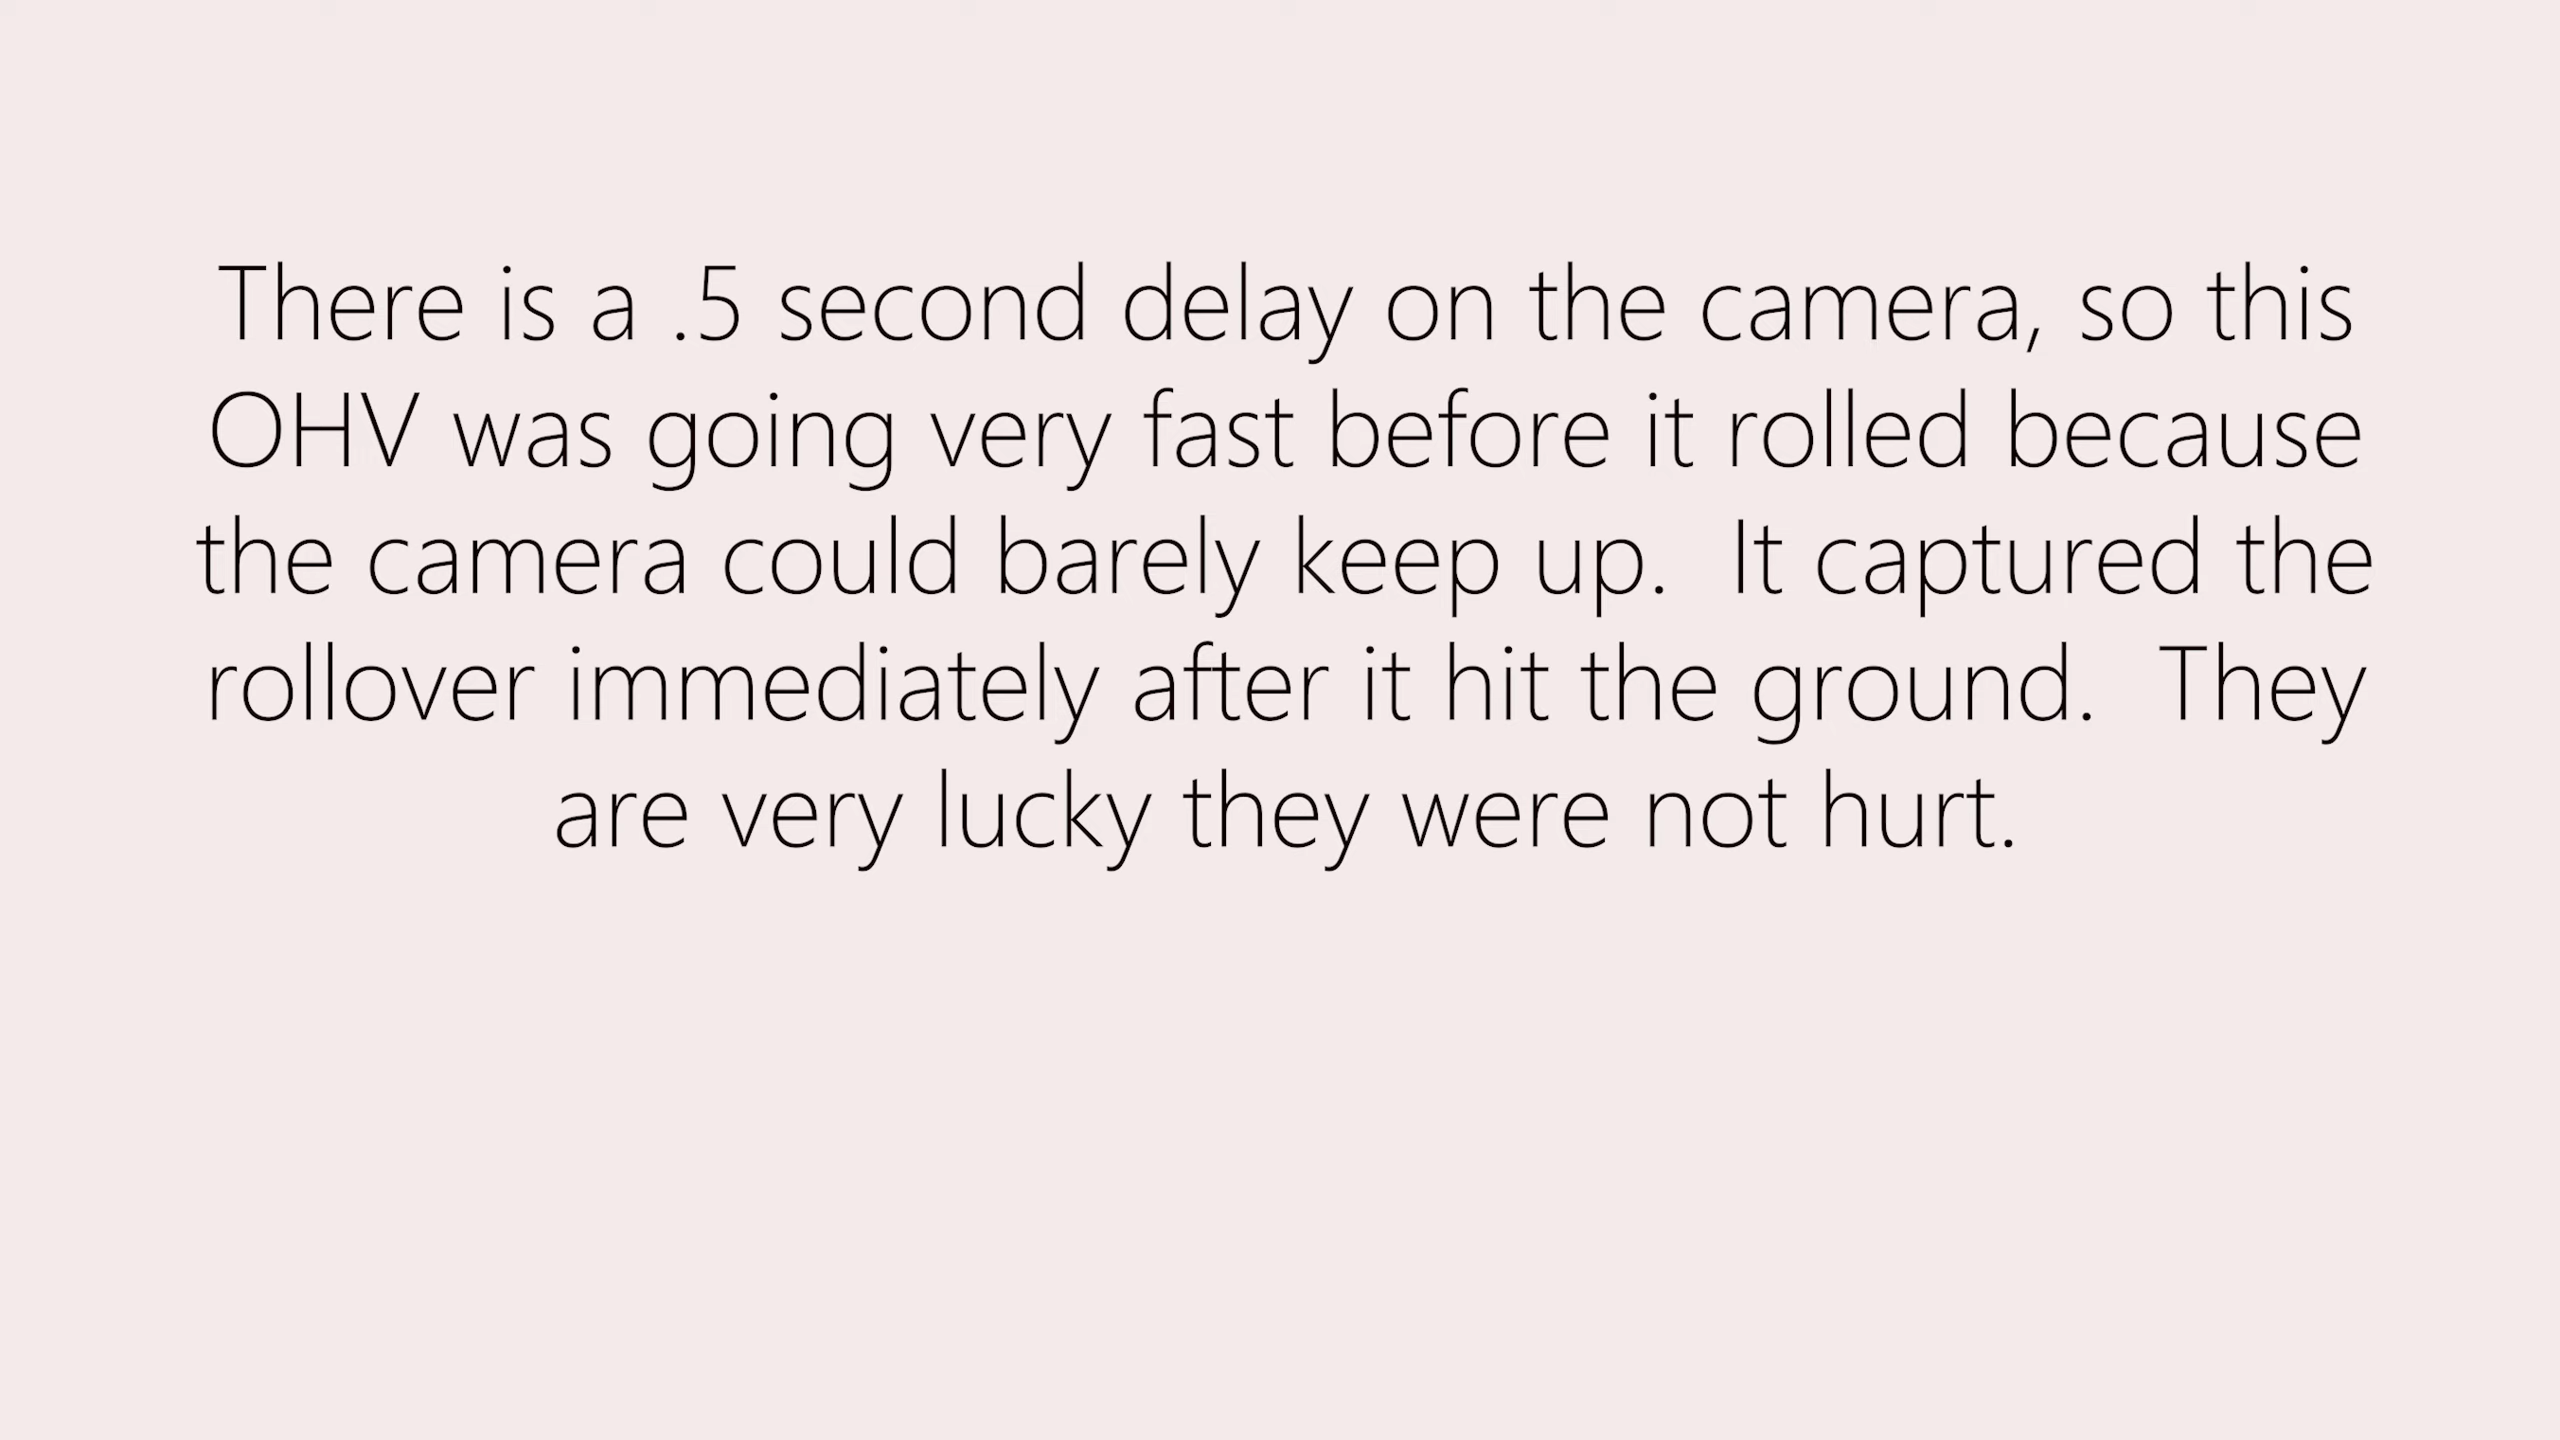 There is a .5 second delay on the camera, so this
OHV was going very fast before it rolled because
the camera could barely keep up.  It captured the
rollover immediately after it hit the ground.  They
are very lucky they were not hurt.